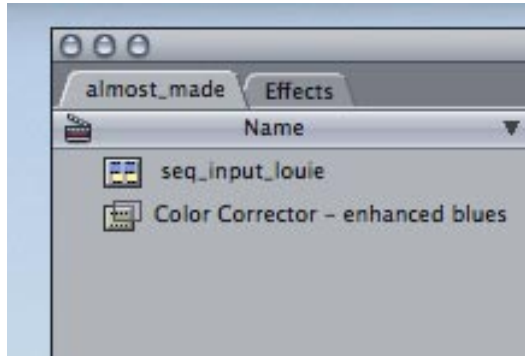 almost_made Effects
Name
seq_input_louie
Color Corrector – enhanced blues